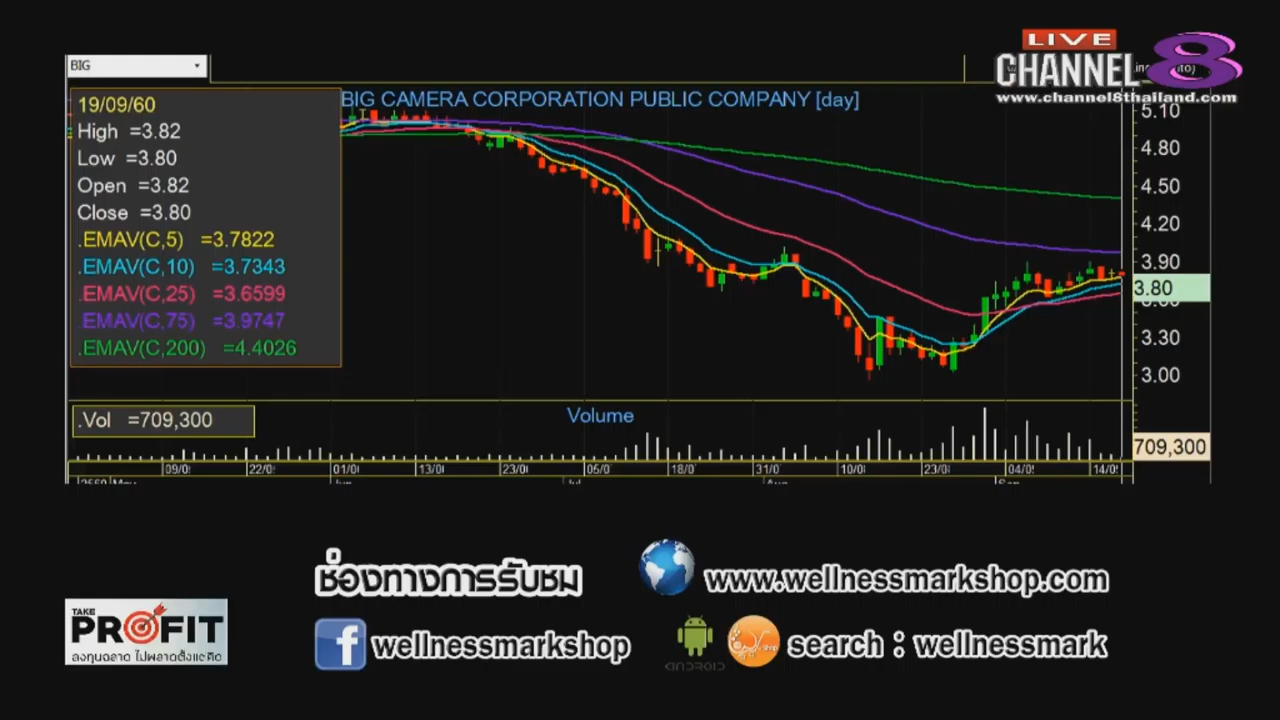 BIG
LIVE
CHANNEL 8
www.channel8thailand.com
BIG CAMERA CORPORATION PUBLIC COMPANY [day]
19/09/60
High =3.82
Low =3.80
Open =3.82
Close =3.80
.EMAV(C,5) =3.7822
.EMAV(C,10) =3.7343
.EMAV(C,25) =3.6599
.EMAV(C,75) =3.9747
.EMAV(C,200) =4.4026
5.10
4.80
4.50
4.20
3.90
3.80
3.30
3.00
.Vol =709,300
Volume
709,300
09/0 22/0 01/0 13/0 23/0 05/0 18/0 31/0 10/0 23/0 04/0 14/0
ช่องทางการรับชม
www.wellnessmarkshop.com
TAKE
PROFIT
ลงทุนฉลาด ไม่พลาดตั้งแต่คิด
wellnessmarkshop
ANDROID
search : wellnessmark